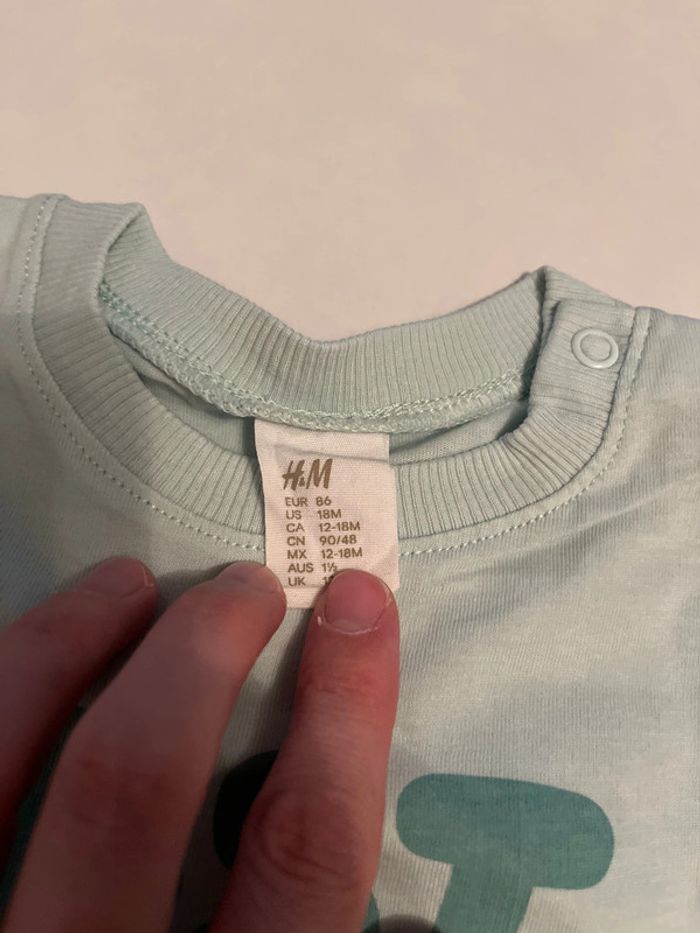 H&M
EUR 86
US 18M
CA 12-18M
CN 90/48
MX 12-18M
AUS 1½
UK